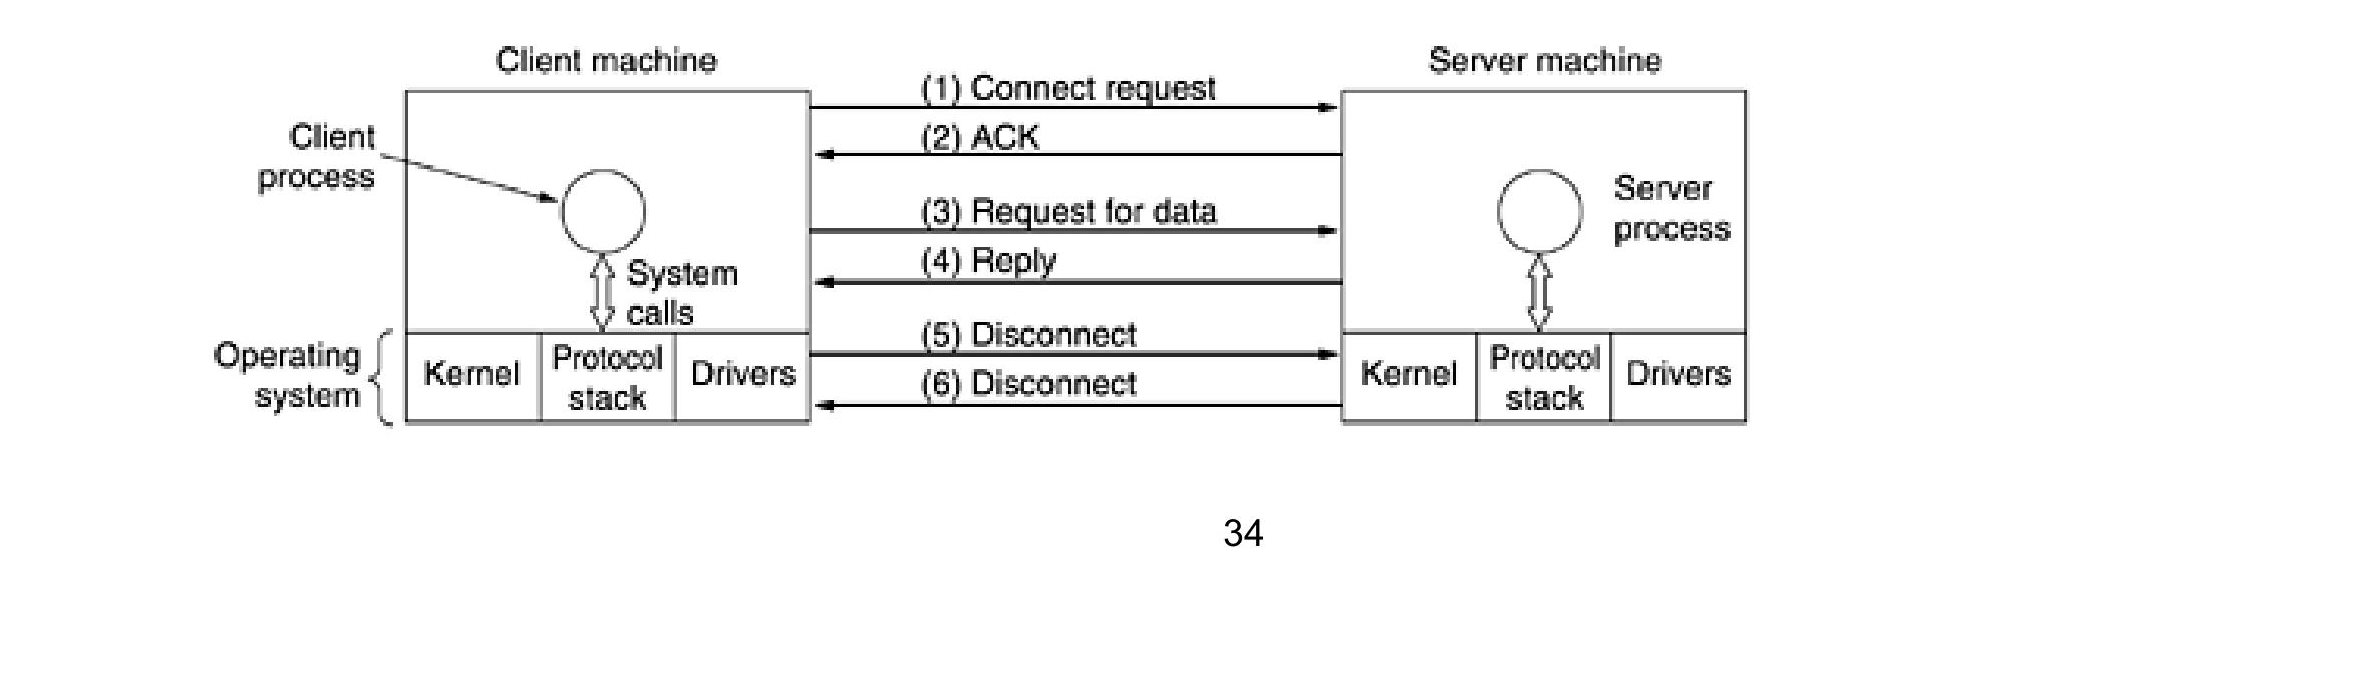 Client machine
Server machine
(1) Connect request
(2) ACK
Client
process
(3) Request for data
Server
process
(4) Reply
System
calls
(5) Disconnect
(6) Disconnect
Operating
system
Kernel
Protocol
stack
Drivers
Kernel
Protocol
stack
Drivers
34